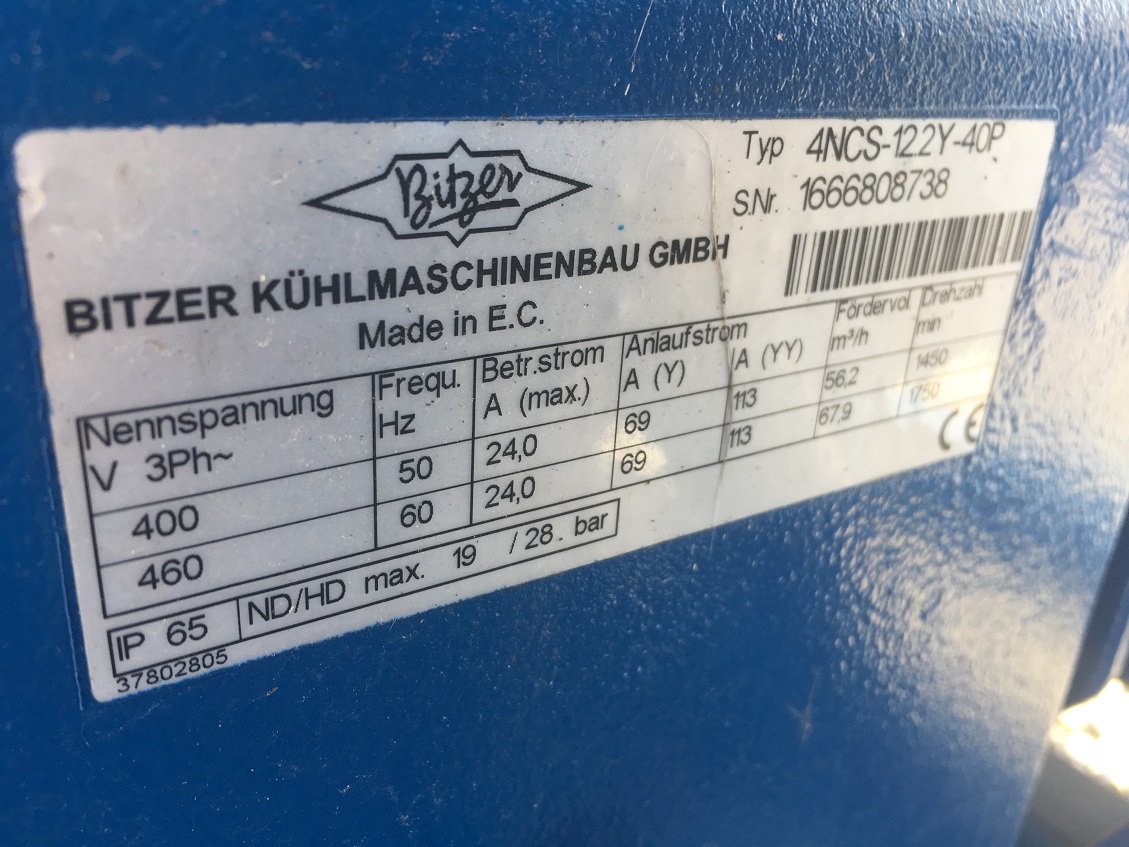 Bitzer
Typ 4NCS-12.2Y-40P
S.Nr. 1666808738
BITZER KÜHLMASCHINENBAU GMBH
Made in E.C.
Nennspannung Frequ. Betr.strom Anlaufstrom Fördervol Drehzahl
V 3Ph~ Hz A (max.) A (Y) A (YY) m³/h min
400 50 24,0 69 113 56,2 1450
460 60 24,0 69 113 67,9 1750
IP 65 ND/HD max. 19 / 28. bar
CE
37802805